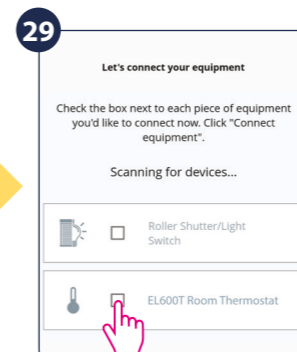 29
Let's connect your equipment
Check the box next to each piece of equipment
you'd like to connect now. Click "Connect
equipment".
Scanning for devices...
Roller Shutter/Light
Switch
EL600T Room Thermostat